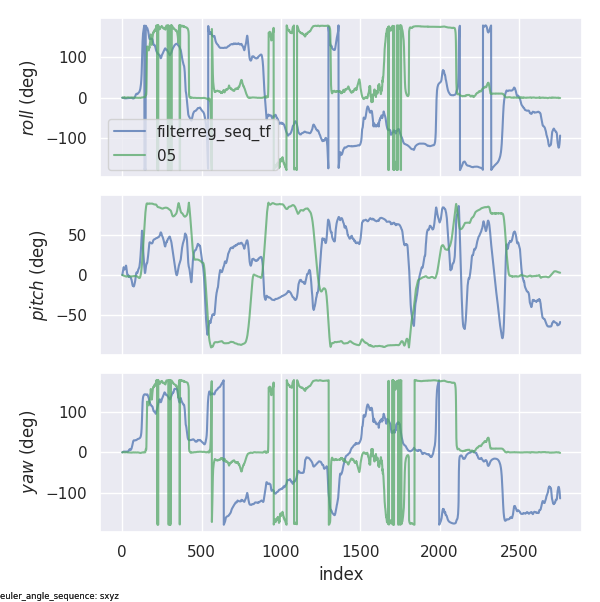 100
0
−100
roll (deg)
filterreg_seq_tf
05
50
0
−50
pitch (deg)
100
0
−100
yaw (deg)
0 500 1000 1500 2000 2500
index
euler_angle_sequence: sxyz